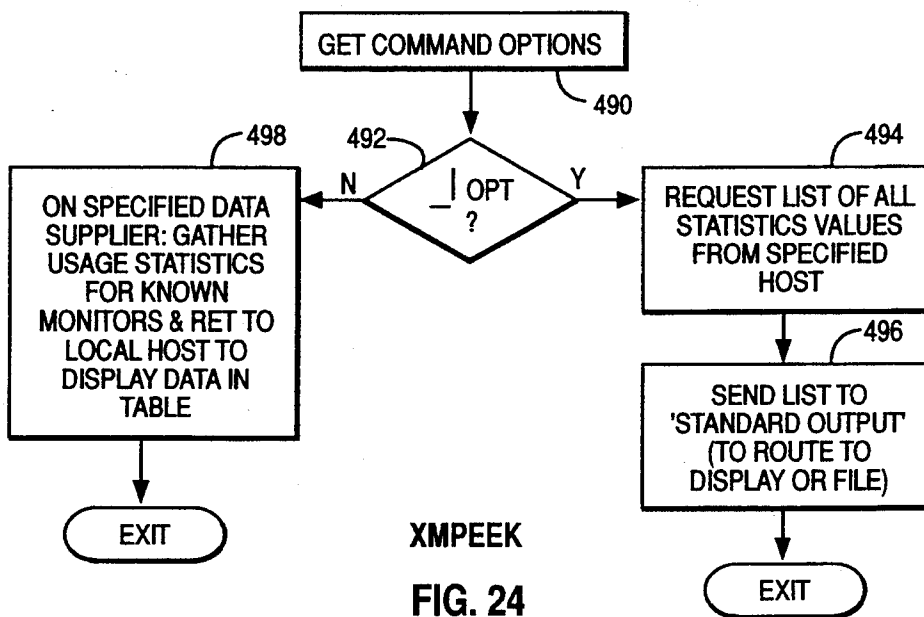 GET COMMAND OPTIONS
490
492
_l OPT
?
N
Y
498
ON SPECIFIED DATA
SUPPLIER: GATHER
USAGE STATISTICS
FOR KNOWN
MONITORS & RET TO
LOCAL HOST TO
DISPLAY DATA IN
TABLE
EXIT
494
REQUEST LIST OF ALL
STATISTICS VALUES
FROM SPECIFIED
HOST
496
SEND LIST TO
'STANDARD OUTPUT'
(TO ROUTE TO
DISPLAY OR FILE)
EXIT
XMPEEK
FIG. 24